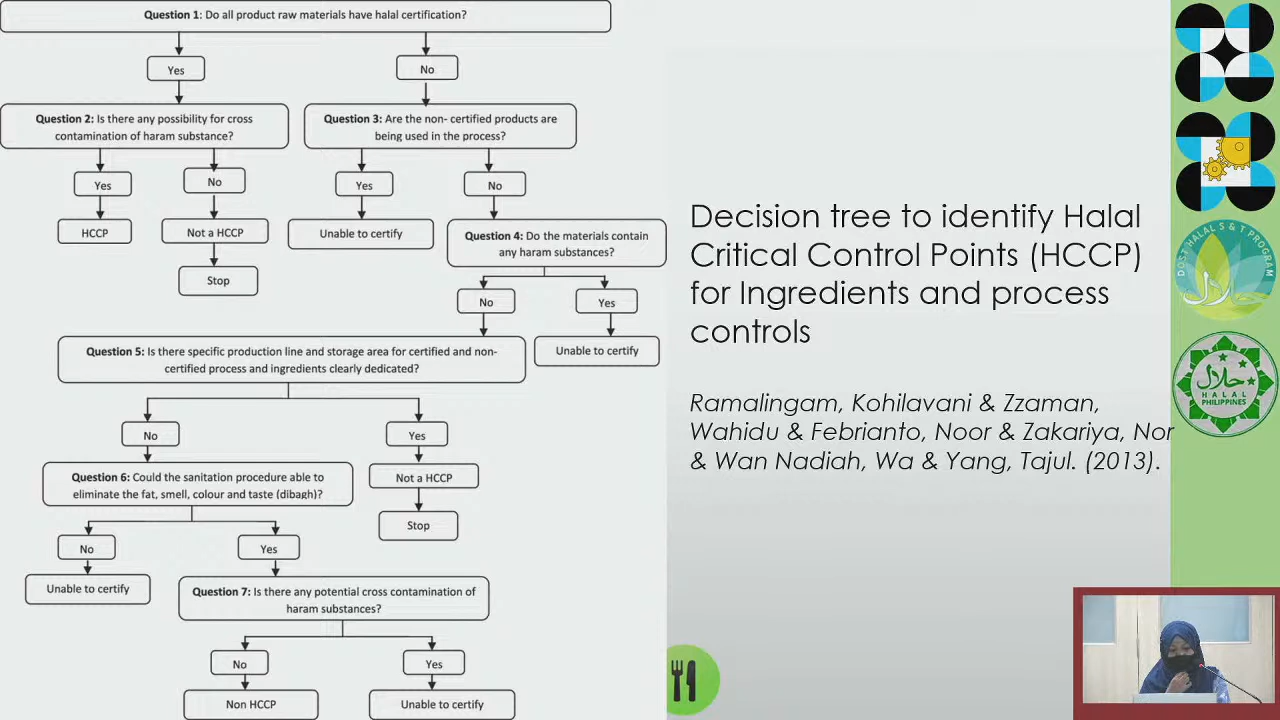 Question 1: Do all product raw materials have halal certification?
Yes
No
Question 2: Is there any possibility for cross
contamination of haram substance?
Question 3: Are the non- certified products are
being used in the process?
Yes
No
Yes
No
HCCP
Not a HCCP
Stop
Unable to certify
Question 4: Do the materials contain
any haram substances?
No
Yes
Unable to certify
Question 5: Is there specific production line and storage area for certified and non-
certified process and ingredients clearly dedicated?
No
Yes
Question 6: Could the sanitation procedure able to
eliminate the fat, smell, colour and taste (dibagh)?
Not a HCCP
Stop
No
Yes
Unable to certify
Question 7: Is there any potential cross contamination of
haram substances?
No
Yes
Non HCCP
Unable to certify
Decision tree to identify Halal
Critical Control Points (HCCP)
for Ingredients and process
controls
Ramalingam, Kohilavani & Zzaman,
Wahidu & Febrianto, Noor & Zakariya, Nor
& Wan Nadiah, Wa & Yang, Tajul. (2013).
DOST HALAL S & T PROGRAM
حلال
حلال
HALAL
PHILIPPINES